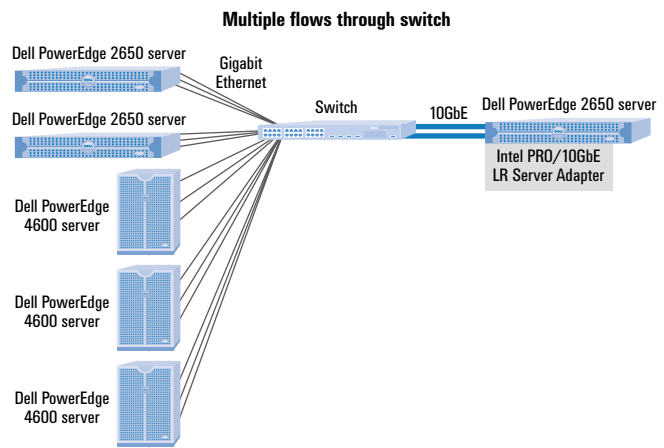 Multiple flows through switch
Dell PowerEdge 2650 server
Gigabit
Ethernet
Dell PowerEdge 2650 server
Switch
10GbE
Dell PowerEdge 2650 server
Intel PRO/10GbE
LR Server Adapter
Dell PowerEdge
4600 server
Dell PowerEdge
4600 server
Dell PowerEdge
4600 server